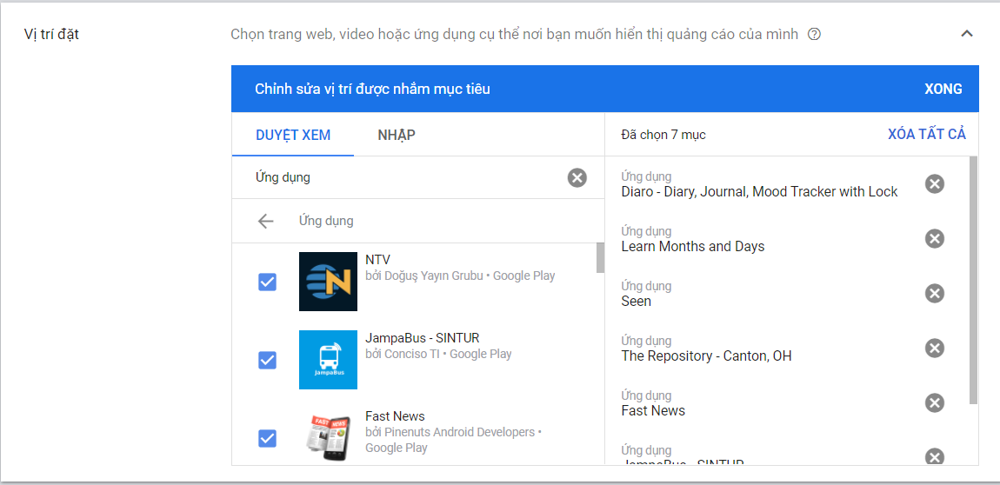 Vị trí đặt
Chọn trang web, video hoặc ứng dụng cụ thể nơi bạn muốn hiển thị quảng cáo của mình
Chỉnh sửa vị trí được nhắm mục tiêu
XONG
DUYỆT XEM
NHẬP
Ứng dụng
Ứng dụng
NTV
bởi Doğuş Yayın Grubu • Google Play
JampaBus
JampaBus - SINTUR
bởi Conciso TI • Google Play
FAST NEWS
Fast News
bởi Pinenuts Android Developers •
Google Play
Đã chọn 7 mục
XÓA TẤT CẢ
Ứng dụng
Diaro - Diary, Journal, Mood Tracker with Lock
Ứng dụng
Learn Months and Days
Ứng dụng
Seen
Ứng dụng
The Repository - Canton, OH
Ứng dụng
Fast News
Ứng dụng
JampaBus - SINTUR